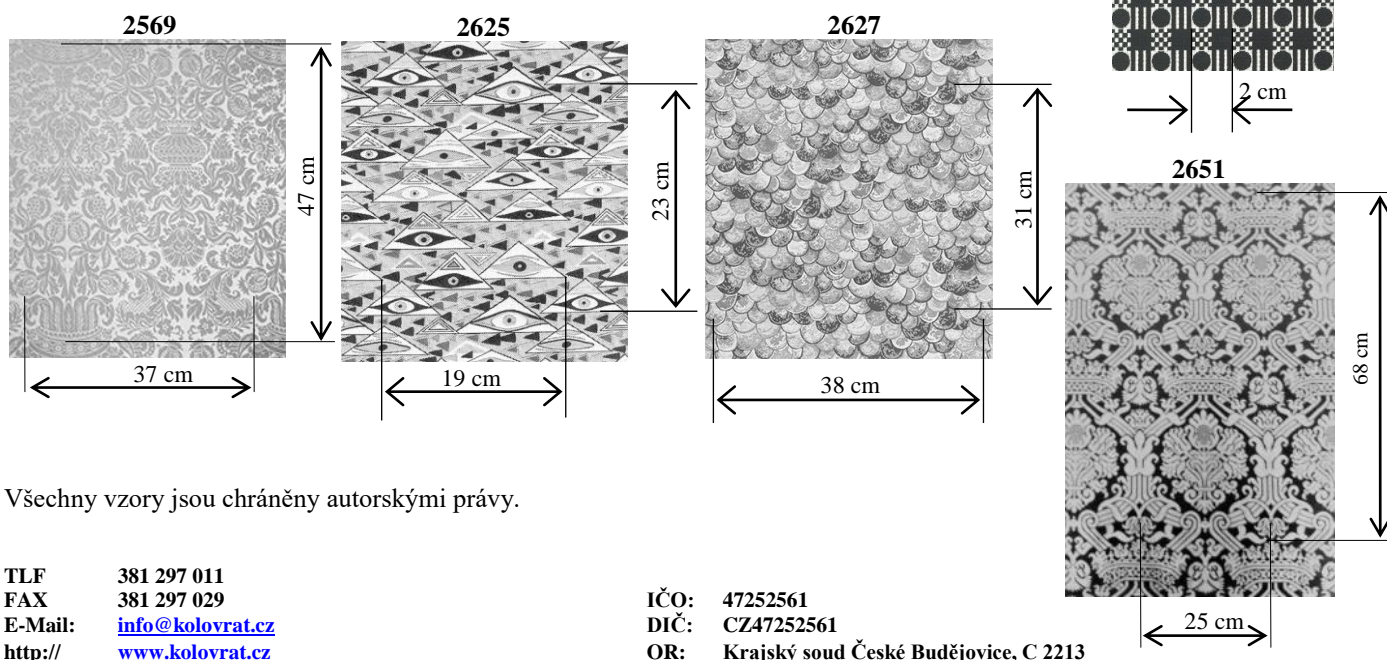 2569
2625
2627
2 cm
2651
47 cm
23 cm
31 cm
68 cm
37 cm
19 cm
38 cm
25 cm
Všechny vzory jsou chráněny autorskými právy.
TLF 381 297 011
FAX 381 297 029
E-Mail: info@kolovrat.cz
http:// www.kolovrat.cz
IČO: 47252561
DIČ: CZ47252561
OR: Krajský soud České Budějovice, C 2213